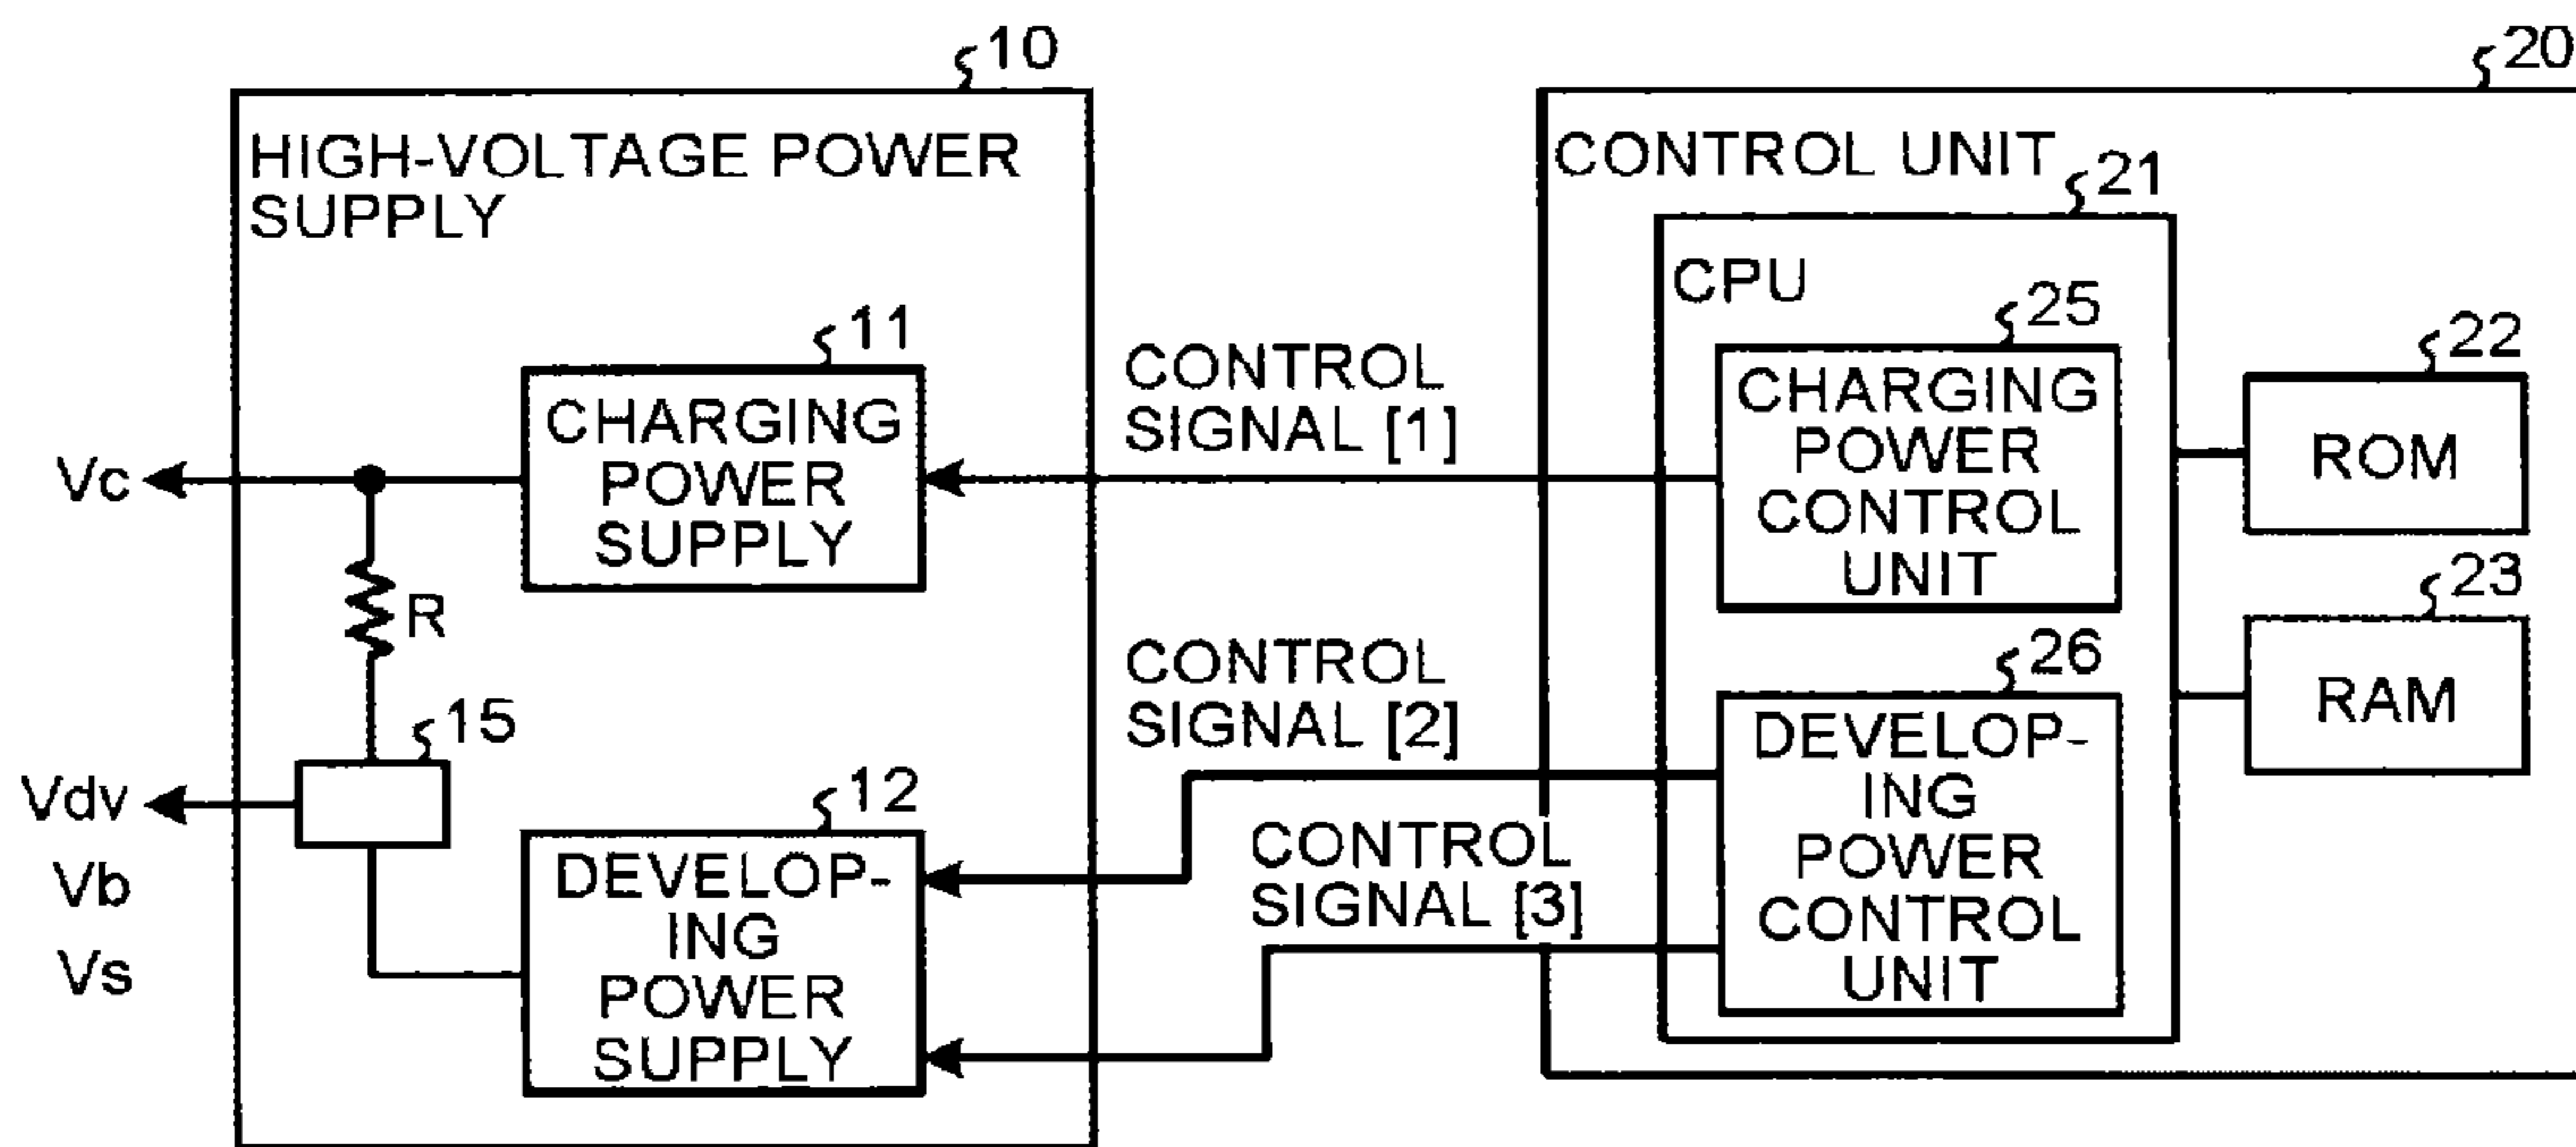 10
20
HIGH-VOLTAGE POWER
SUPPLY
CONTROL UNIT
21
CPU
11
CHARGING
POWER
SUPPLY
CONTROL
SIGNAL [1]
25
CHARGING
POWER
CONTROL
UNIT
22
ROM
Vc
R
23
RAM
CONTROL
SIGNAL [2]
26
DEVELOP-
ING
POWER
CONTROL
UNIT
15
Vdv
Vb
Vs
12
DEVELOP-
ING
POWER
SUPPLY
CONTROL
SIGNAL [3]